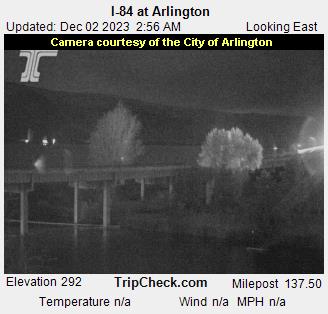 I-84 at Arlington
Updated: Dec 02 2023 2:56 AM Looking East
Camera courtesy of the City of Arlington
Elevation 292 TripCheck.com Milepost 137.50
Temperature n/a Wind n/a MPH n/a